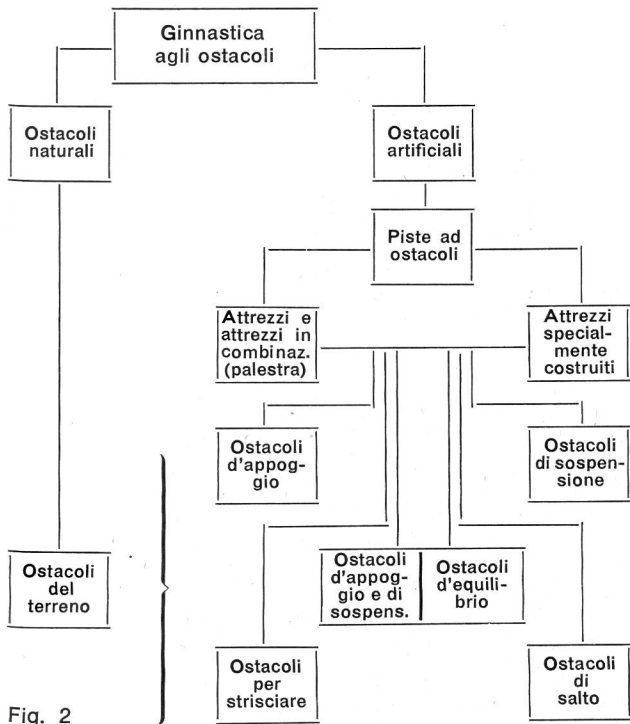 Ginnastica
agli ostacoli
Ostacoli
naturali
Ostacoli
artificiali
Piste ad
ostacoli
Attrezzi e
attrezzi in
combinaz.
(palestra)
Attrezzi
special-
mente
costruiti
Ostacoli
d'appog-
gio
Ostacoli
di sospen-
sione
Ostacoli
del
terreno
Ostacoli
d'appog-
gio e di
sospens.
Ostacoli
d'equili-
brio
Ostacoli
per
strisciare
Ostacoli
di
salto
Fig. 2